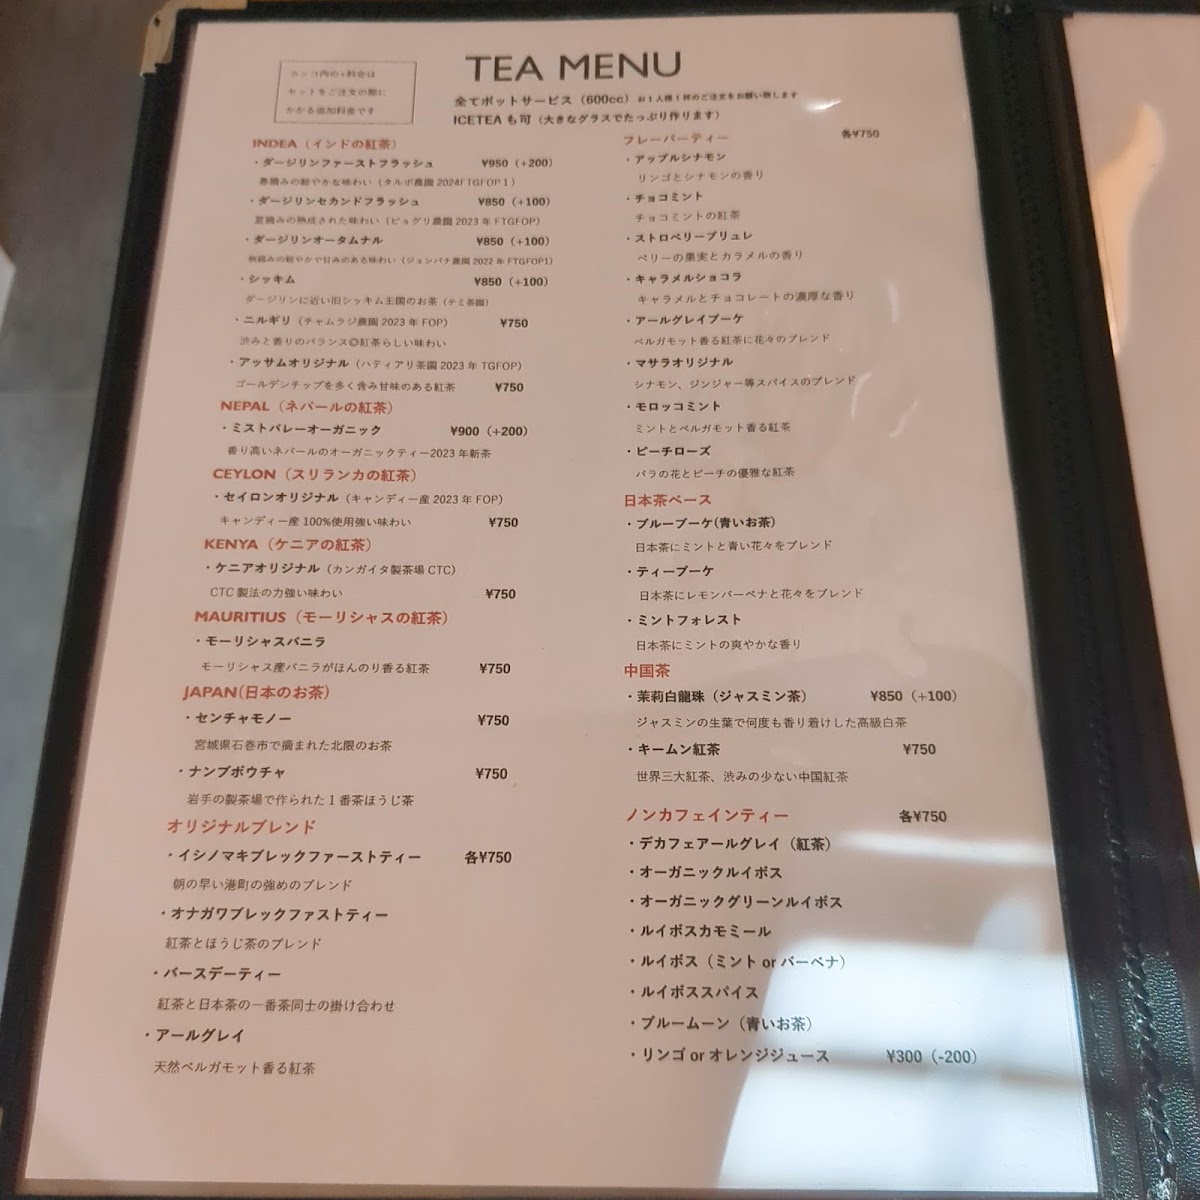 TEA MENU
カッコ内の+料金は
セットをご注文の際に
かかる追加料金です
全てポットサービス（600cc）お1人様1杯のご注文をお願い致します
ICETEA も可（大きなグラスでたっぷり作ります）
INDEA（インドの紅茶）
・ダージリンファーストフラッシュ ¥950（+200）
春摘みの軽やかな味わい（タルボ農園 2024FTGFOP1）
・ダージリンセカンドフラッシュ ¥850（+100）
夏摘みの熟成された味わい（ピュグリ農園 2023 年 FTGFOP）
・ダージリンオータムナル ¥850（+100）
秋摘みの軽やかで甘みのある味わい（ジョンパナ農園 2022 年 FTGFOP1）
・シッキム ¥850（+100）
ダージリンに近い旧シッキム王国のお茶（テミ茶園）
・ニルギリ（チャムラジ農園 2023 年 FOP） ¥750
渋みと香りのバランス◎紅茶らしい味わい
・アッサムオリジナル（ハティアリ茶園 2023 年 TGFOP）
ゴールデンチップを多く含み甘味のある紅茶 ¥750
NEPAL（ネパールの紅茶）
・ミストバレーオーガニック ¥900（+200）
香り高いネパールのオーガニックティー2023 年新茶
CEYLON（スリランカの紅茶）
・セイロンオリジナル（キャンディー産 2023 年 FOP）
キャンディー産 100%使用強い味わい ¥750
KENYA（ケニアの紅茶）
・ケニアオリジナル（カンガイタ製茶場 CTC）
CTC 製法の力強い味わい ¥750
MAURITIUS（モーリシャスの紅茶）
・モーリシャスバニラ
モーリシャス産バニラがほんのり香る紅茶 ¥750
JAPAN(日本のお茶）
・センチャモノー ¥750
宮城県石巻市で摘まれた北限のお茶
・ナンブボウチャ ¥750
岩手の製茶場で作られた1番茶ほうじ茶
オリジナルブレンド
・イシノマキブレックファーストティー 各¥750
朝の早い港町の強めのブレンド
・オナガワブレックファストティー
紅茶とほうじ茶のブレンド
・バースデーティー
紅茶と日本茶の一番茶同士の掛け合わせ
・アールグレイ
天然ベルガモット香る紅茶
フレーバーティー 各¥750
・アップルシナモン
リンゴとシナモンの香り
・チョコミント
チョコミントの紅茶
・ストロベリーブリュレ
ベリーの果実とカラメルの香り
・キャラメルショコラ
キャラメルとチョコレートの濃厚な香り
・アールグレイブーケ
ベルガモット香る紅茶に花々のブレンド
・マサラオリジナル
シナモン、ジンジャー等スパイスのブレンド
・モロッコミント
ミントとベルガモット香る紅茶
・ピーチローズ
バラの花とピーチの優雅な紅茶
日本茶ベース
・ブルーブーケ(青いお茶）
日本茶にミントと青い花々をブレンド
・ティーブーケ
日本茶にレモンバーベナと花々をブレンド
・ミントフォレスト
日本茶にミントの爽やかな香り
中国茶
・茉莉白龍珠（ジャスミン茶） ¥850（+100）
ジャスミンの生葉で何度も香り着けした高級白茶
・キームン紅茶 ¥750
世界三大紅茶、渋みの少ない中国紅茶
ノンカフェインティー 各¥750
・デカフェアールグレイ（紅茶）
・オーガニックルイボス
・オーガニックグリーンルイボス
・ルイボスカモミール
・ルイボス（ミント or バーベナ）
・ルイボススパイス
・ブルームーン（青いお茶）
・リンゴ or オレンジジュース ¥300（-200）